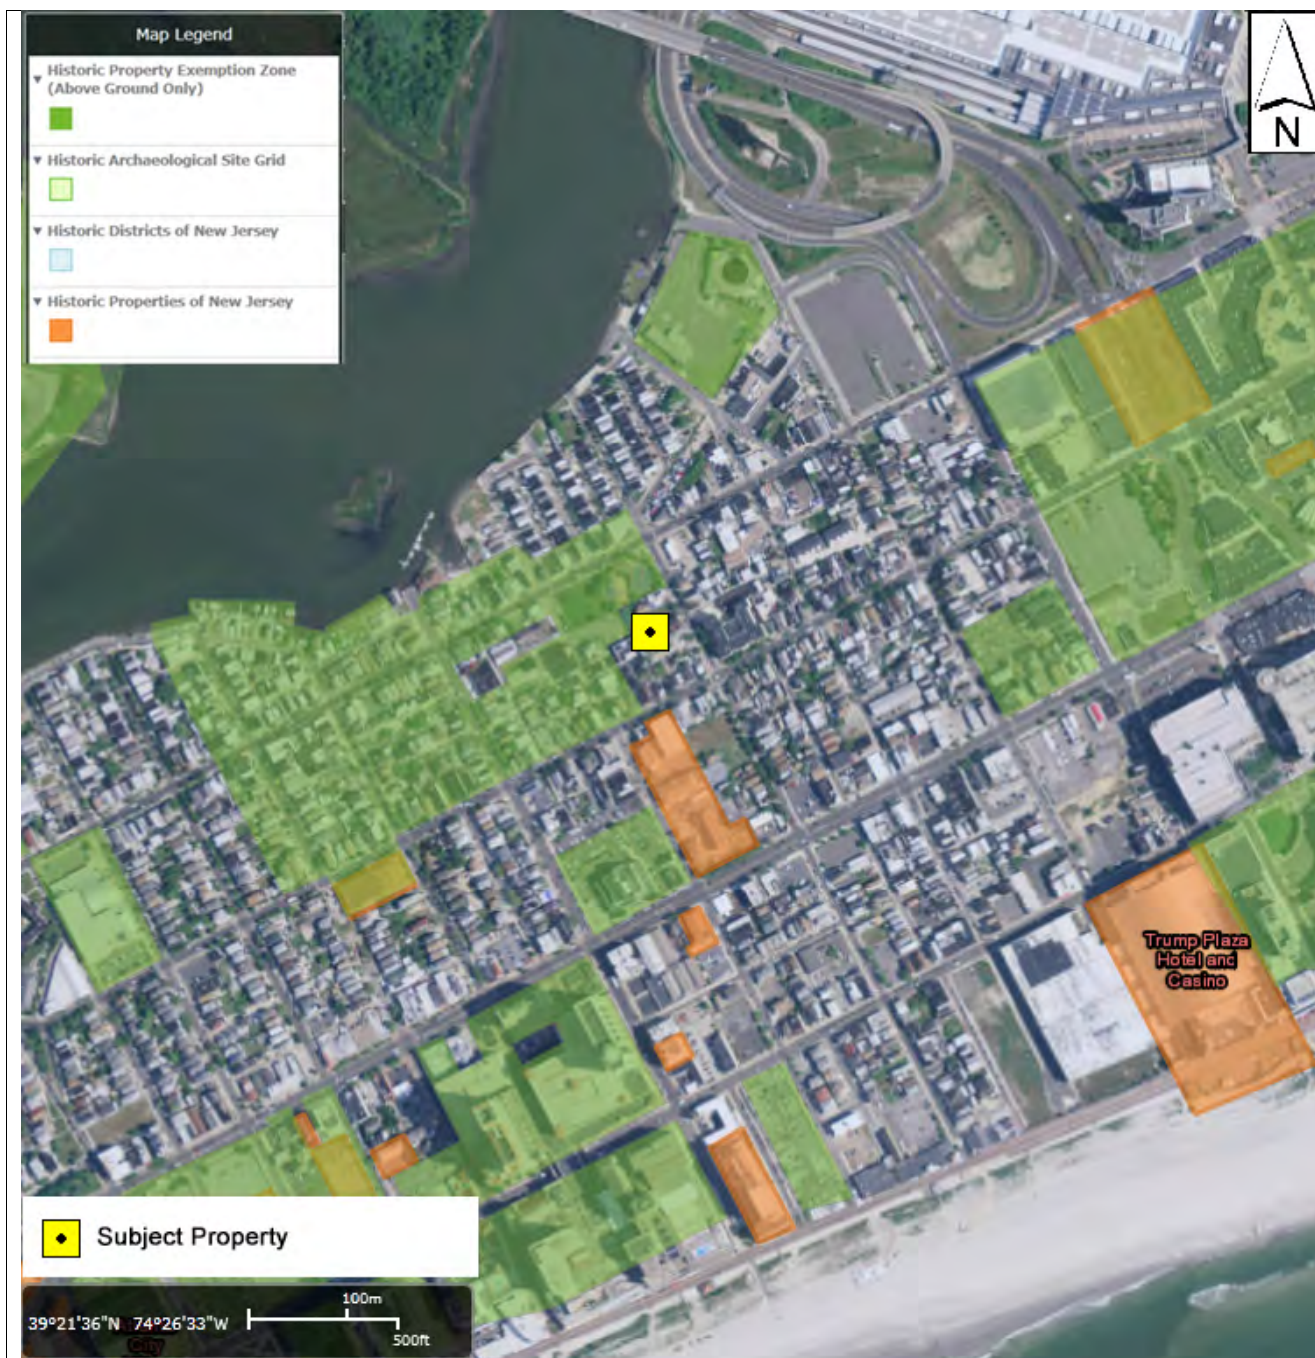 Map Legend
Historic Property Exemption Zone
(Above Ground Only)
Historic Archaeological Site Grid
Historic Districts of New Jersey
Historic Properties of New Jersey
N
Trump Plaza
Hotel and
Casino
Subject Property
39°21'36"N 74°26'33"W
100m
500ft
City